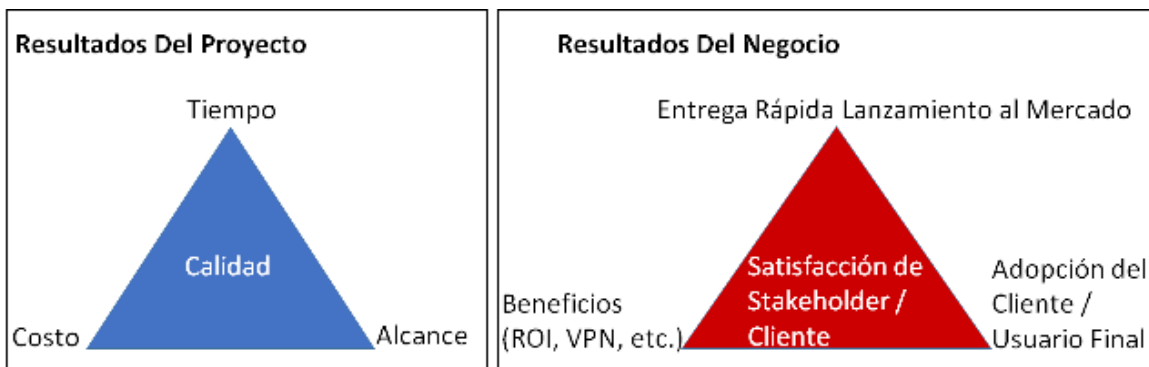 Resultados Del Proyecto
Tiempo
Calidad
Costo
Alcance
Resultados Del Negocio
Entrega Rápida Lanzamiento al Mercado
Beneficios
(ROI, VPN, etc.)
Satisfacción de
Stakeholder /
Cliente
Adopción del
Cliente /
Usuario Final